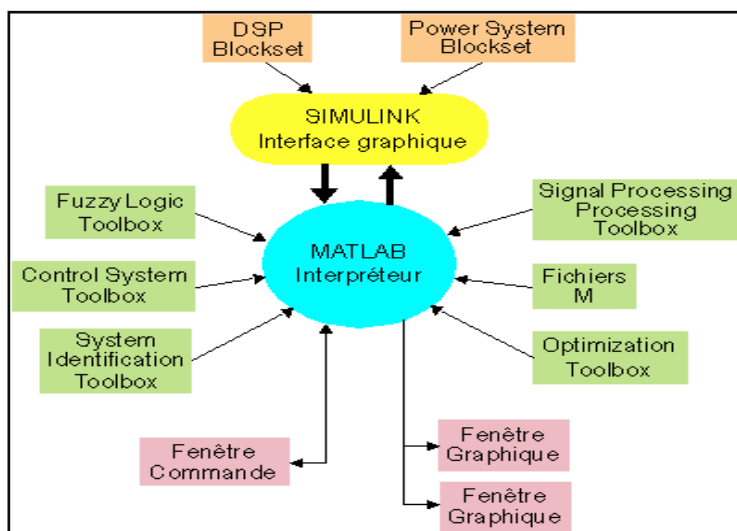 DSP
Blockset
Power System
Blockset
SIMULINK
Interface graphique
Fuzzy Logic
Toolbox
Signal Processing
Processing
Toolbox
MATLAB
Interpréteur
Control System
Toolbox
Fichiers
M
System
Identification
Toolbox
Optimization
Toolbox
Fenêtre
Commande
Fenêtre
Graphique
Fenêtre
Graphique